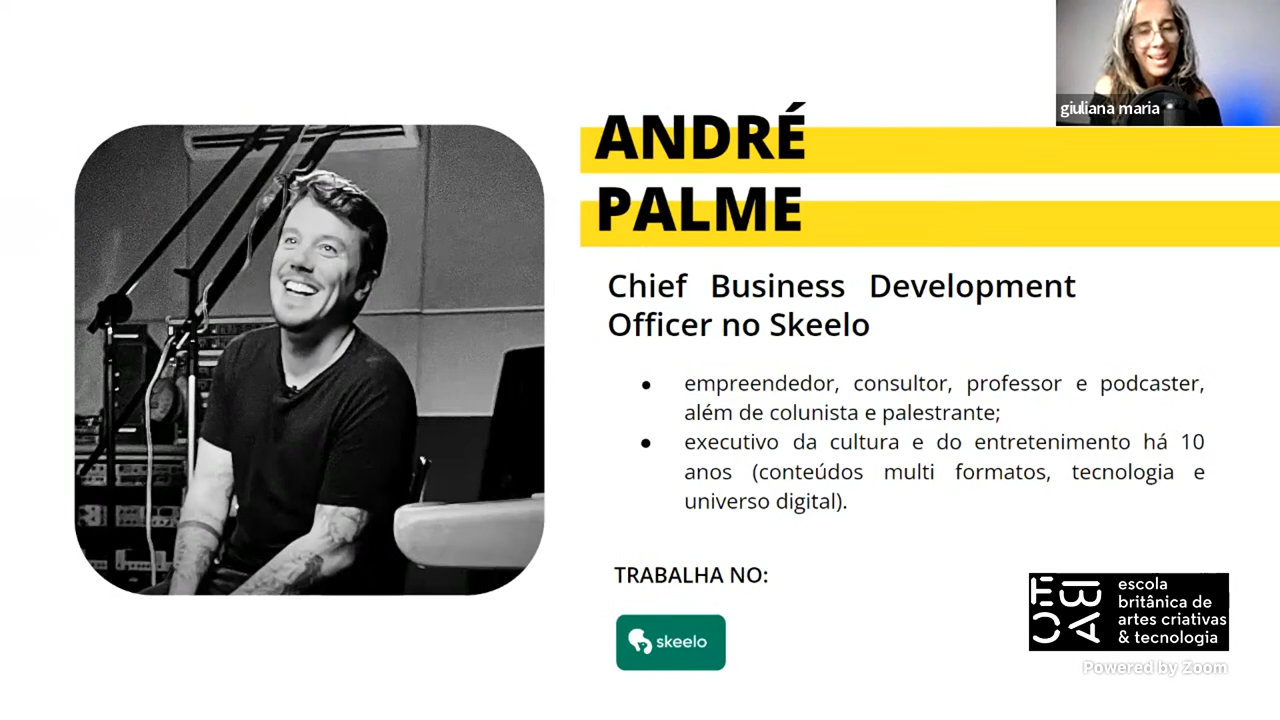 giuliana maria
ANDRÉ
PALME
Chief Business Development
Officer no Skeelo
empreendedor, consultor, professor e podcaster,
além de colunista e palestrante;
executivo da cultura e do entretenimento há 10
anos (conteúdos multi formatos, tecnologia e
universo digital).
TRABALHA NO:
skeelo
EBAC
escola
britânica de
artes criativas
& tecnologia
Powered by Zoom